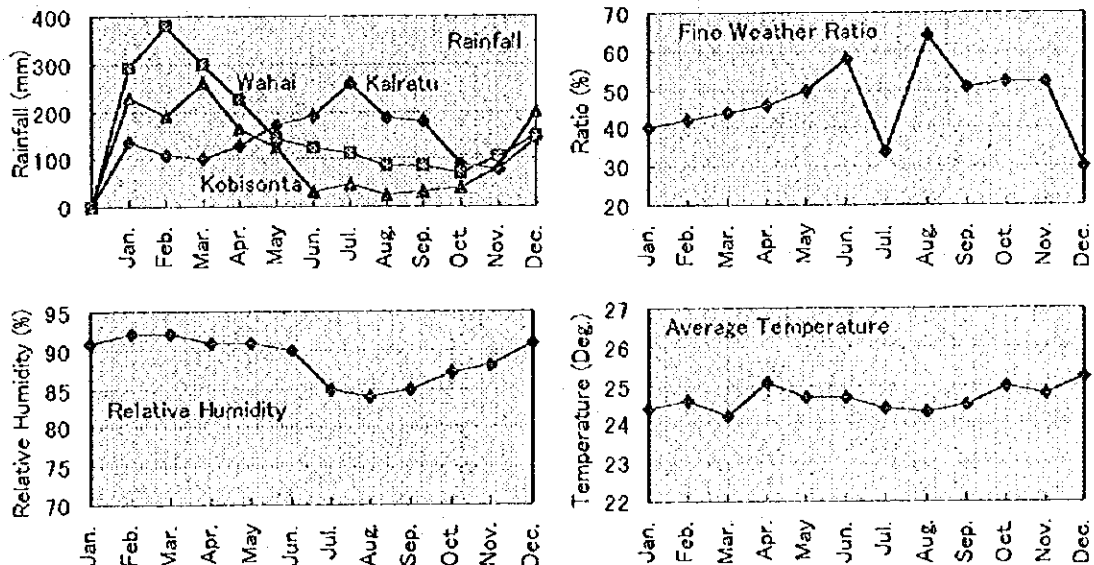 400
300
200
100
0
Rainfall (mm)
Rainfall
Wahai
Kairatu
Kobisonta
Jan.
Feb.
Mar.
Apr.
May
Jun.
Jul.
Aug.
Sep.
Oct.
Nov.
Dec.
70
60
50
40
30
20
Ratio (%)
Fine Weather Ratio
Jan.
Feb.
Mar.
Apr.
May
Jun.
Jul.
Aug.
Sep.
Oct.
Nov.
Dec.
95
90
85
80
75
70
Relative Humidity (%)
Relative Humidity
Jan.
Feb.
Mar.
Apr.
May
Jun.
Jul.
Aug.
Sep.
Oct.
Nov.
Dec.
27
26
25
24
23
22
Temperature (Deg.)
Average Temperature
Jan.
Feb.
Mar.
Apr.
May
Jun.
Jul.
Aug.
Sep.
Oct.
Nov.
Dec.